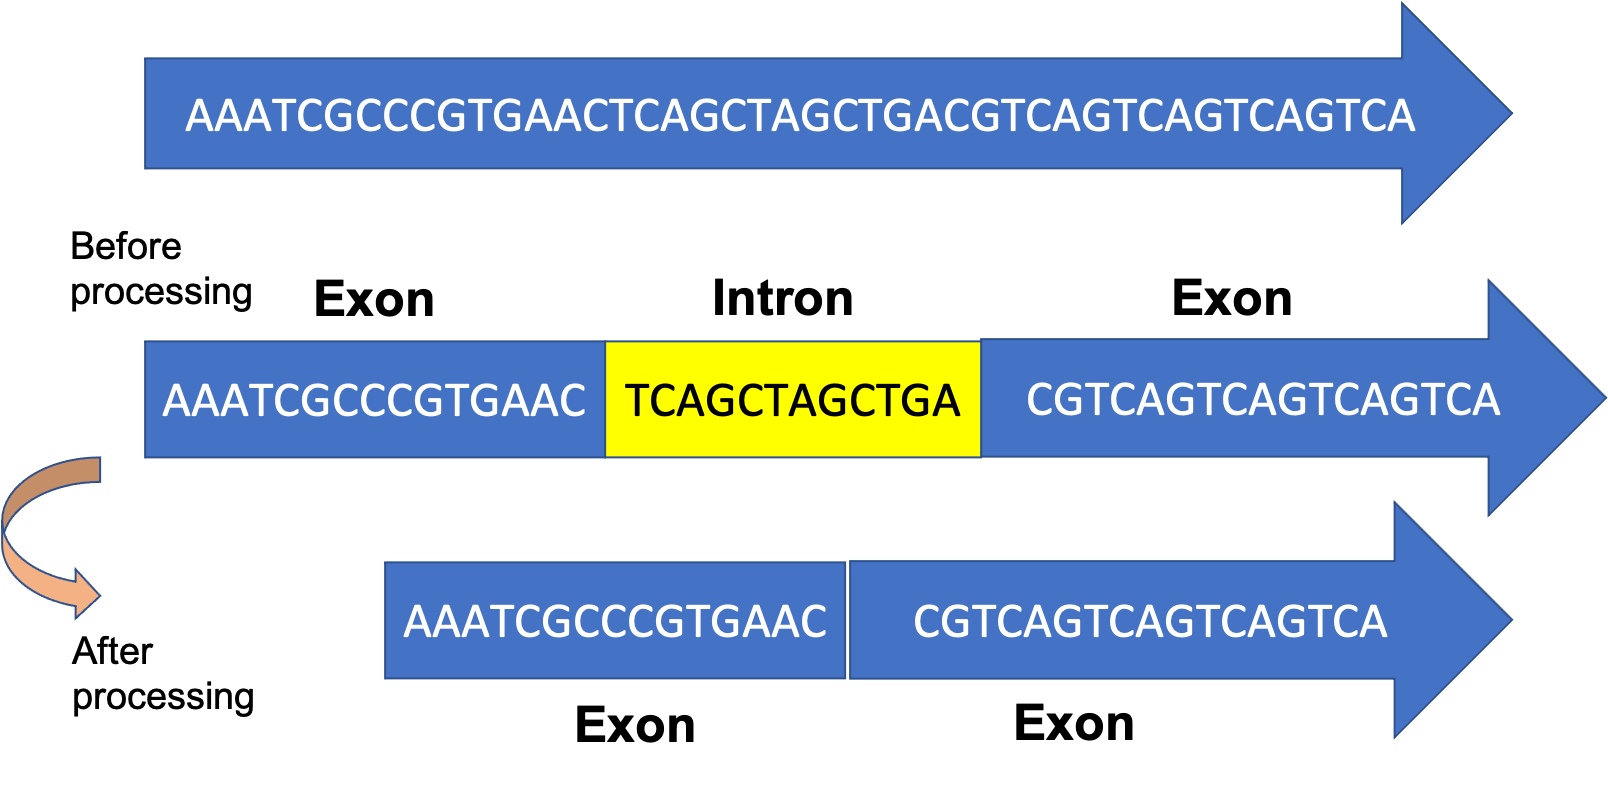 AAATCGCCCGTGAACTCAGCTAGCTGACGTCAGTCAGTCAGTCA
Before
processing
Exon Intron Exon
AAATCGCCCGTGAAC TCAGCTAGCTGA CGTCAGTCAGTCAGTCA
AAATCGCCCGTGAAC CGTCAGTCAGTCAGTCA
After
processing
Exon Exon